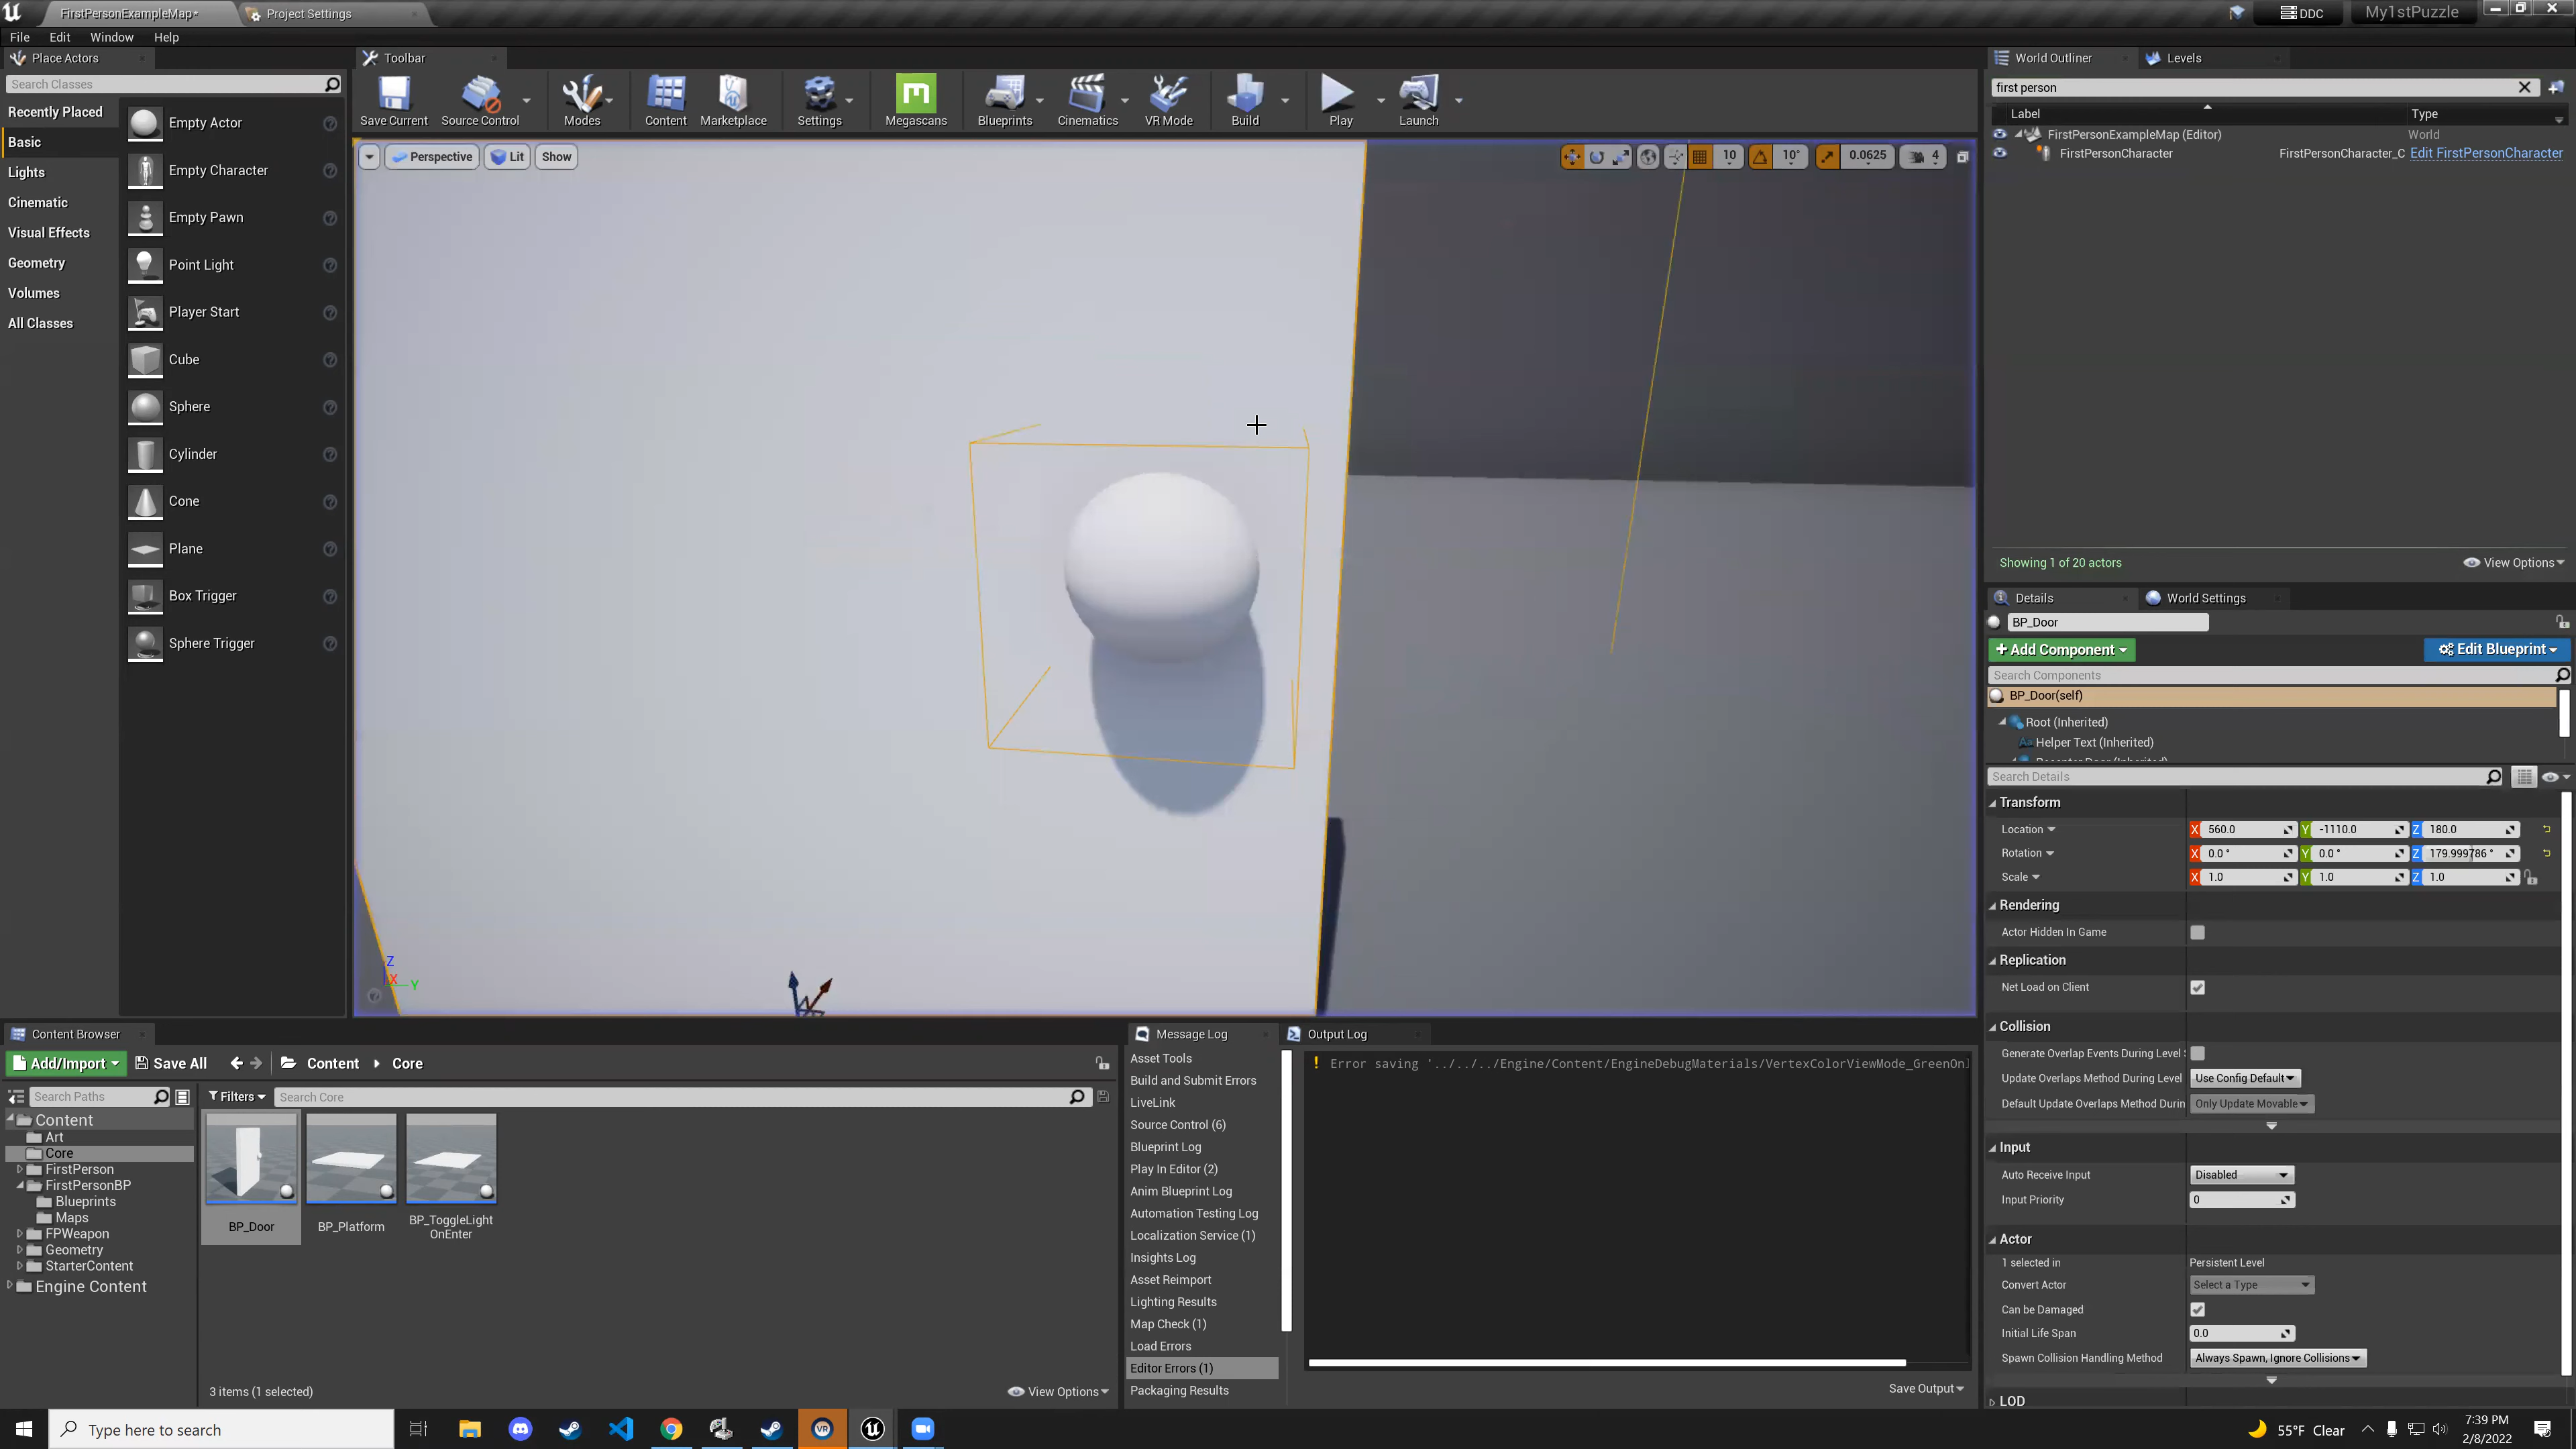 FirstPersonExampleMap*
Project Settings
DDC
My1stPuzzle
File Edit Window Help
Place Actors
Search Classes
Recently Placed
Basic
Lights
Cinematic
Visual Effects
Geometry
Volumes
All Classes
Empty Actor
Empty Character
Empty Pawn
Point Light
Player Start
Cube
Sphere
Cylinder
Cone
Plane
Box Trigger
Sphere Trigger
Toolbar
Save Current
Source Control
Modes
Content
Marketplace
Settings
Megascans
Blueprints
Cinematics
VR Mode
Build
Play
Launch
Perspective
Lit
Show
10
10°
0.0625
4
Z
X
Y
World Outliner
Levels
first person
Label
Type
FirstPersonExampleMap (Editor) World
FirstPersonCharacter FirstPersonCharacter_C Edit FirstPersonCharacter
Showing 1 of 20 actors
View Options
Details
World Settings
BP_Door
Add Component
Edit Blueprint
Search Components
BP_Door(self)
Root (Inherited)
Helper Text (Inherited)
Search Details
Transform
Location X 560.0 Y -1110.0 Z 180.0
Rotation X 0.0 ° Y 0.0 ° Z 179.999786 °
Scale X 1.0 Y 1.0 Z 1.0
Rendering
Actor Hidden In Game
Replication
Net Load on Client
Collision
Generate Overlap Events During Level
Update Overlaps Method During Level Use Config Default
Default Update Overlaps Method Durin Only Update Movable
Input
Auto Receive Input Disabled
Input Priority 0
Actor
1 selected in Persistent Level
Convert Actor Select a Type
Can be Damaged
Initial Life Span 0.0
Spawn Collision Handling Method Always Spawn, Ignore Collisions
LOD
Content Browser
Add/Import
Save All
Content
Core
Search Paths
Filters
Search Core
Content
Art
Core
FirstPerson
FirstPersonBP
Blueprints
Maps
FPWeapon
Geometry
StarterContent
Engine Content
BP_Door
BP_Platform
BP_ToggleLight
OnEnter
3 items (1 selected)
View Options
Message Log
Output Log
Asset Tools
Build and Submit Errors
LiveLink
Source Control (6)
Blueprint Log
Play In Editor (2)
Anim Blueprint Log
Automation Testing Log
Localization Service (1)
Insights Log
Asset Reimport
Lighting Results
Map Check (1)
Load Errors
Editor Errors (1)
Packaging Results
Error saving '../../../Engine/Content/EngineDebugMaterials/VertexColorViewMode_GreenOn
Save Output
Type here to search
VR
55°F Clear
7:39 PM
2/8/2022